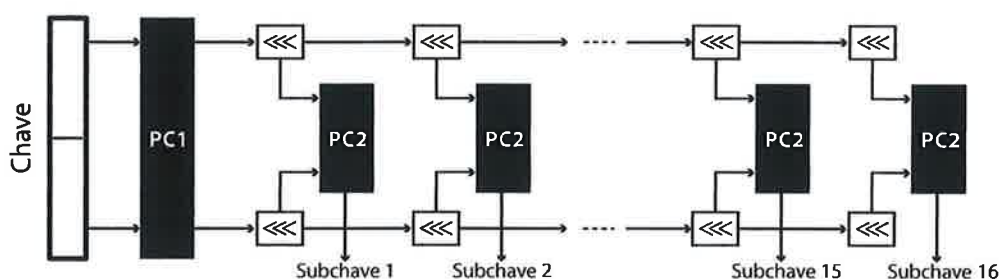 Chave
PC1
<<<
<<<
<<<
<<<
PC2
PC2
PC2
PC2
<<<
<<<
<<<
<<<
Subchave 1
Subchave 2
Subchave 15
Subchave 16